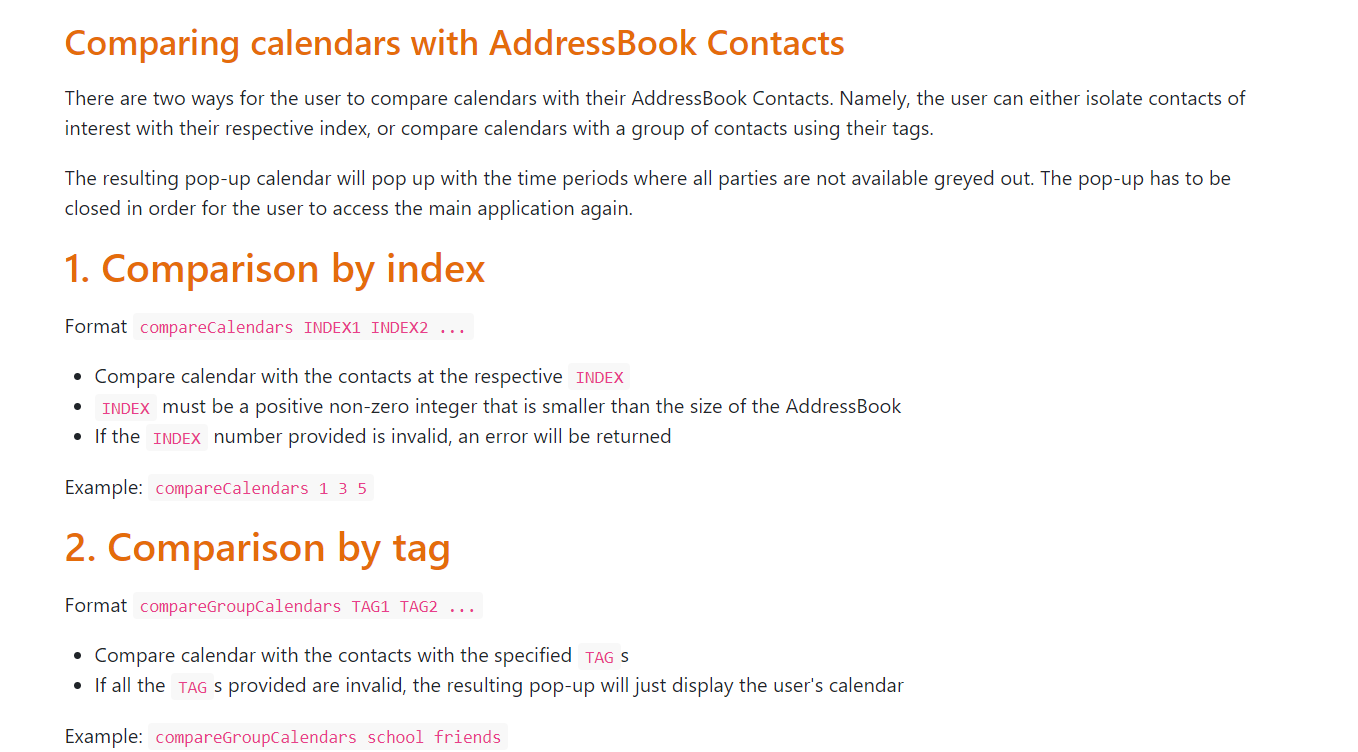 Comparing calendars with AddressBook Contacts
There are two ways for the user to compare calendars with their AddressBook Contacts. Namely, the user can either isolate contacts of
interest with their respective index, or compare calendars with a group of contacts using their tags.
The resulting pop-up calendar will pop up with the time periods where all parties are not available greyed out. The pop-up has to be
closed in order for the user to access the main application again.
1. Comparison by index
Format compareCalendars INDEX1 INDEX2 ...
• Compare calendar with the contacts at the respective INDEX
• INDEX must be a positive non-zero integer that is smaller than the size of the AddressBook
• If the INDEX number provided is invalid, an error will be returned
Example: compareCalendars 1 3 5
2. Comparison by tag
Format compareGroupCalendars TAG1 TAG2 ...
• Compare calendar with the contacts with the specified TAG s
• If all the TAG s provided are invalid, the resulting pop-up will just display the user's calendar
Example: compareGroupCalendars school friends